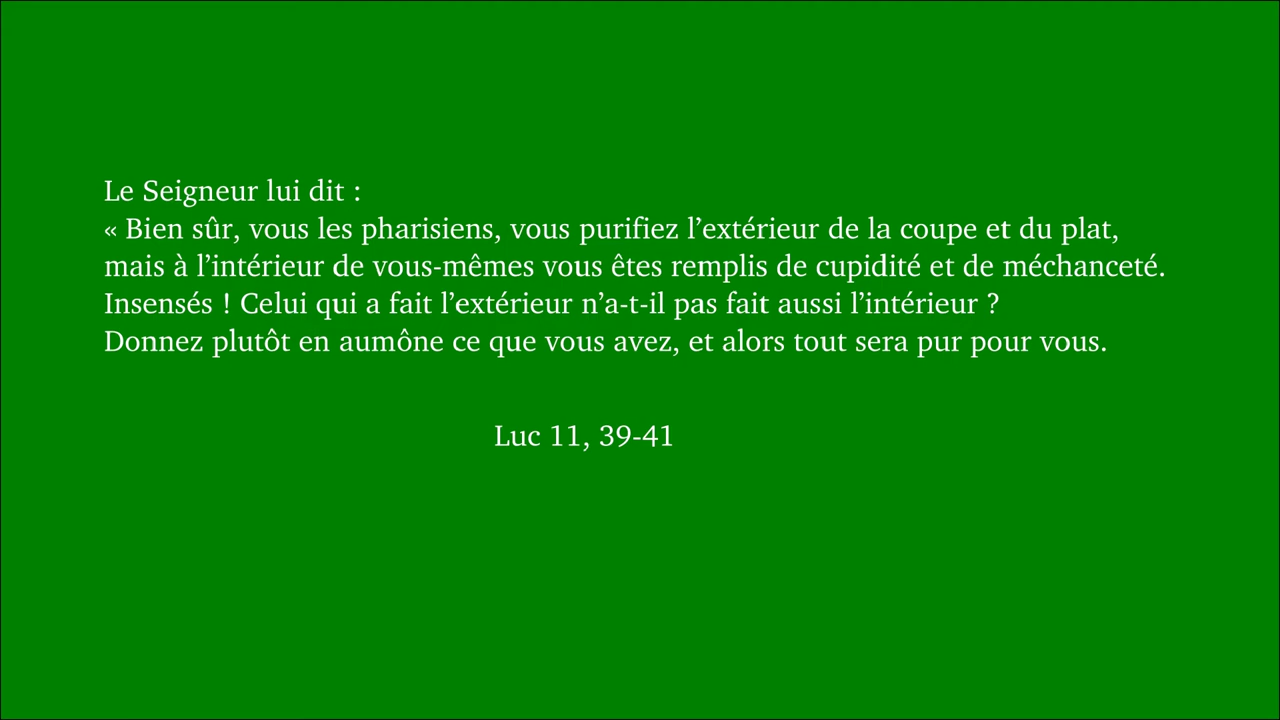 Le Seigneur lui dit :
« Bien sûr, vous les pharisiens, vous purifiez l’extérieur de la coupe et du plat,
mais à l’intérieur de vous-mêmes vous êtes remplis de cupidité et de méchanceté.
Insensés ! Celui qui a fait l’extérieur n’a-t-il pas fait aussi l’intérieur ?
Donnez plutôt en aumône ce que vous avez, et alors tout sera pur pour vous.
Luc 11, 39-41